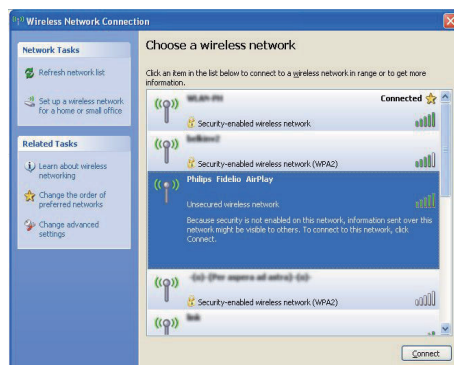 Wireless Network Connection
Network Tasks
Refresh network list
Set up a wireless network
for a home or small office
Related Tasks
Learn about wireless
networking
Change the order of
preferred networks
Change advanced
settings
Choose a wireless network
Click an item in the list below to connect to a wireless network in range or to get more
information.
Connected
Security-enabled wireless network
Security-enabled wireless network (WPA2)
Philips Fidelio AirPlay
Unsecured wireless network
Because security is not enabled on this network, information sent over this
network might be visible to others. To connect to this network, click
Connect.
Security-enabled wireless network (WPA2)
Connect